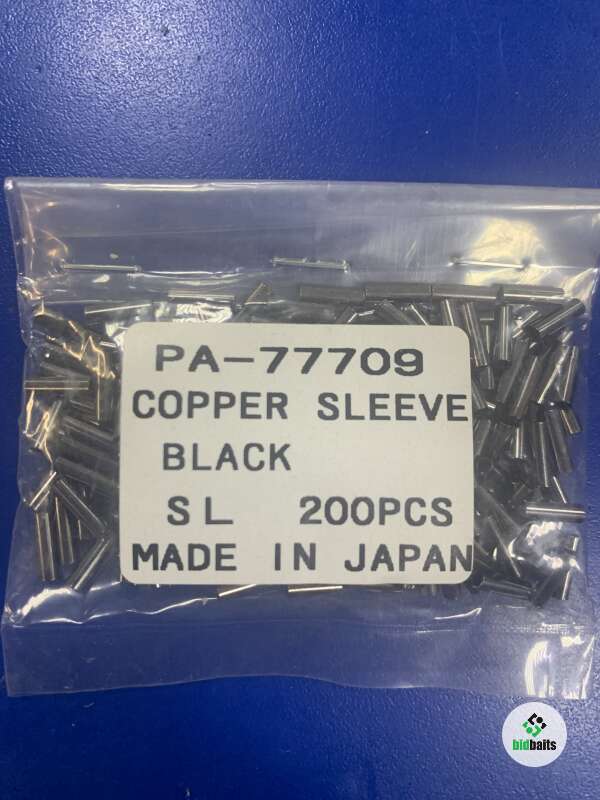 PA-77709
COPPER SLEEVE
BLACK
SL 200PCS
MADE IN JAPAN
bidbaits